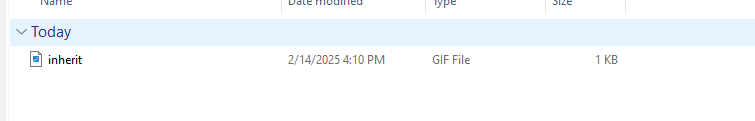 Name Date modified Type Size
Today
inherit 2/14/2025 4:10 PM GIF File 1 KB